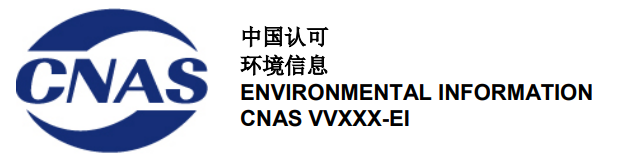 CNAS
中国认可
环境信息
ENVIRONMENTAL INFORMATION
CNAS VVXXX-EI